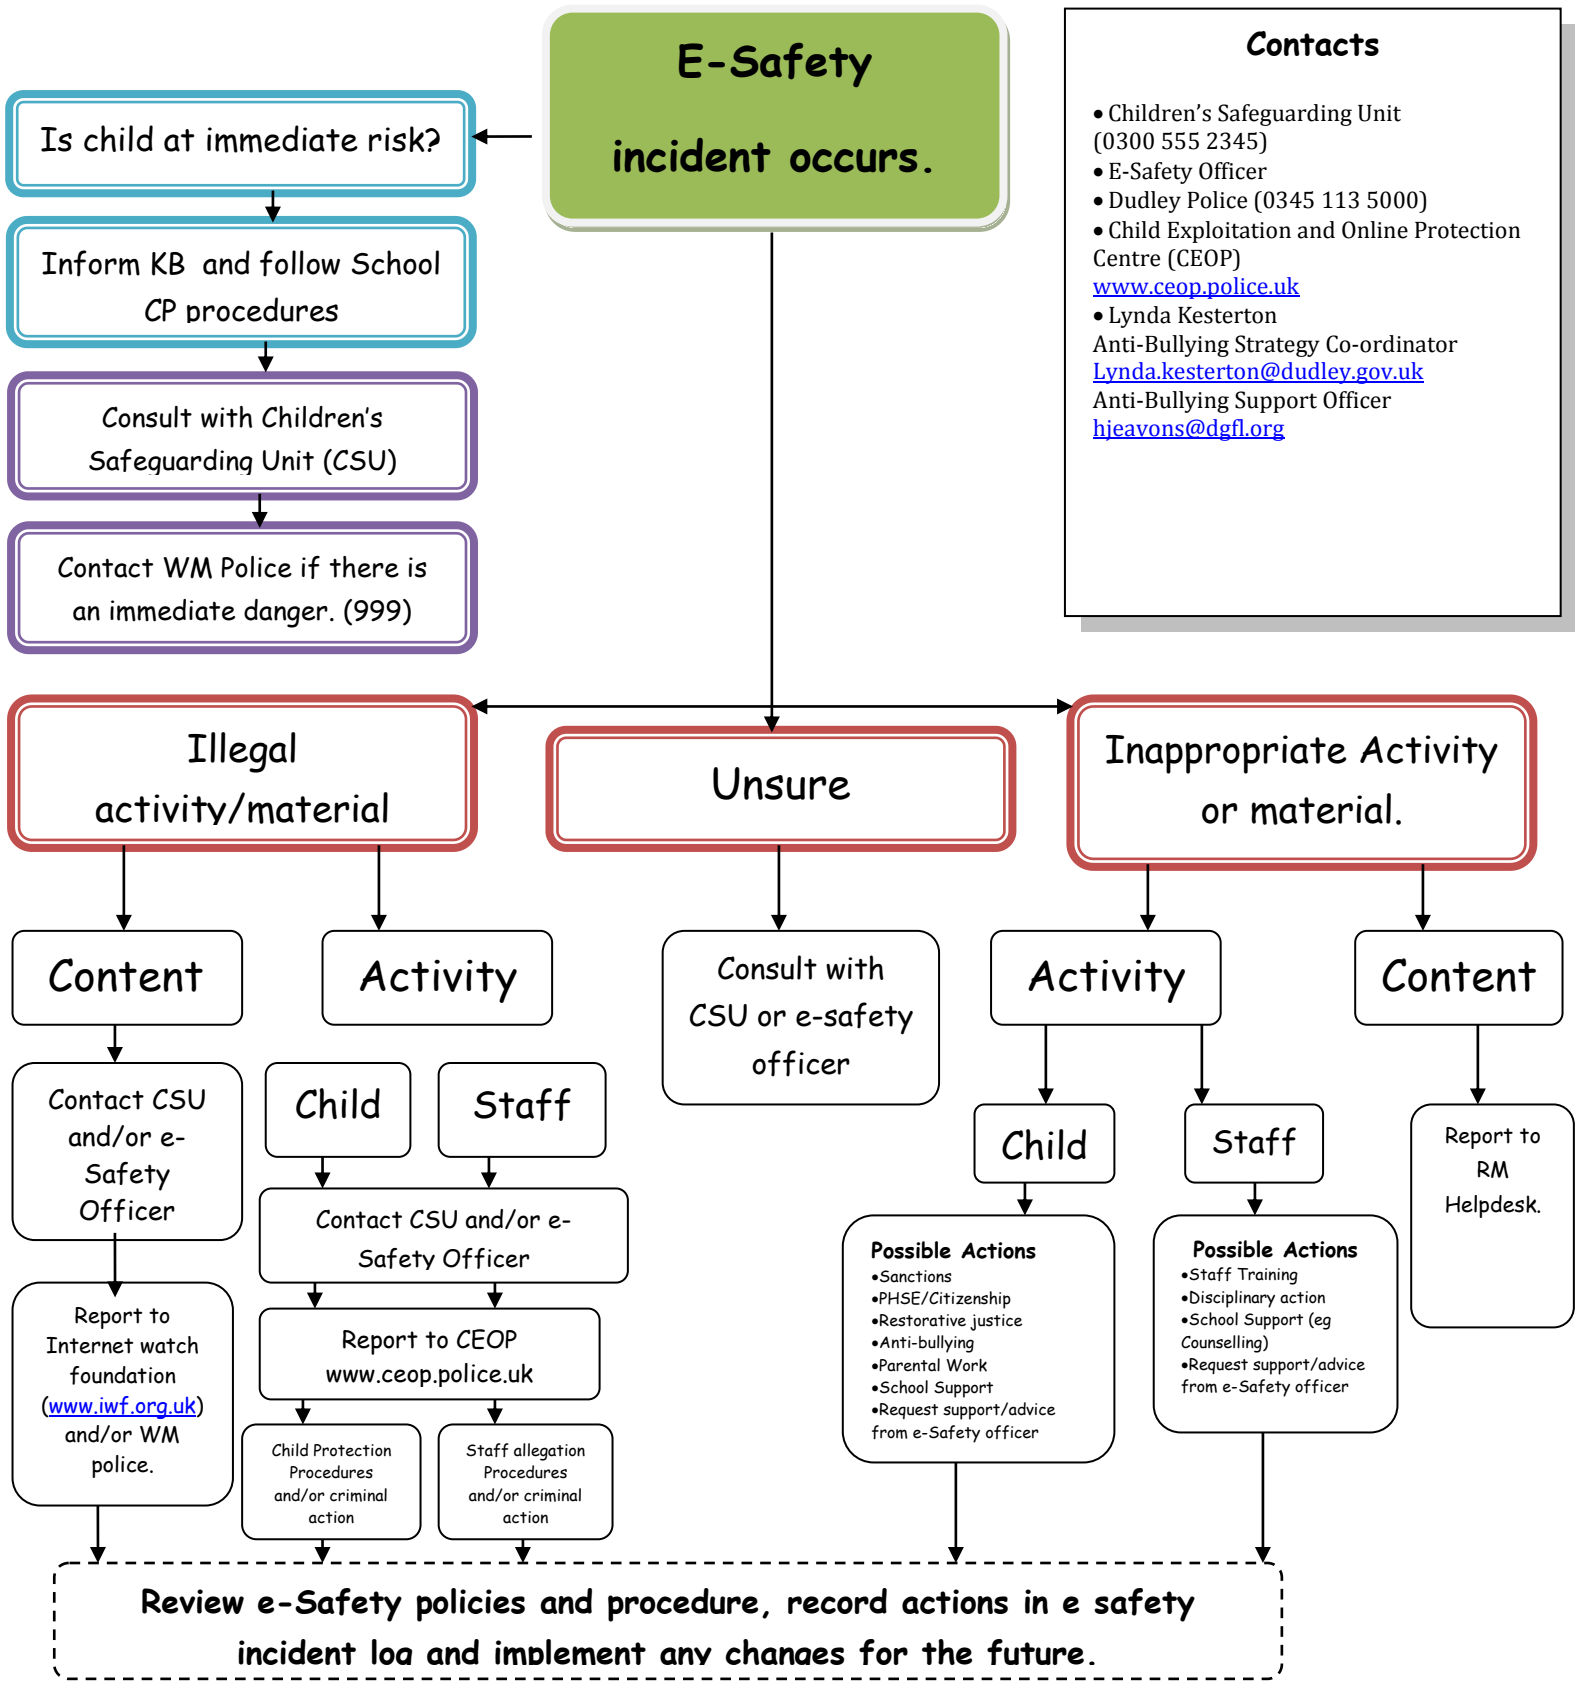 E-Safety
incident occurs.
Contacts
• Children's Safeguarding Unit
(0300 555 2345)
• E-Safety Officer
• Dudley Police (0345 113 5000)
• Child Exploitation and Online Protection
Centre (CEOP)
www.ceop.police.uk
• Lynda Kesterton
Anti-Bullying Strategy Co-ordinator
Lynda.kesterton@dudley.gov.uk
Anti-Bullying Support Officer
hjeavons@dgfl.org
Is child at immediate risk?
Inform KB and follow School
CP procedures
Consult with Children's
Safeguarding Unit (CSU)
Contact WM Police if there is
an immediate danger. (999)
Illegal
activity/material
Unsure
Inappropriate Activity
or material.
Content
Activity
Consult with
CSU or e-safety
officer
Activity
Content
Contact CSU
and/or e-
Safety
Officer
Child
Staff
Child
Staff
Report to
RM
Helpdesk.
Contact CSU and/or e-
Safety Officer
Report to
Internet watch
foundation
(www.iwf.org.uk)
and/or WM
police.
Report to CEOP
www.ceop.police.uk
Child Protection
Procedures
and/or criminal
action
Staff allegation
Procedures
and/or criminal
action
Possible Actions
•Sanctions
•PHSE/Citizenship
•Restorative justice
•Anti-bullying
•Parental Work
•School Support
•Request support/advice
from e-Safety officer
Possible Actions
•Staff Training
•Disciplinary action
•School Support (eg
Counselling)
•Request support/advice
from e-Safety officer
Review e-Safety policies and procedure, record actions in e safety
incident log and implement any changes for the future.